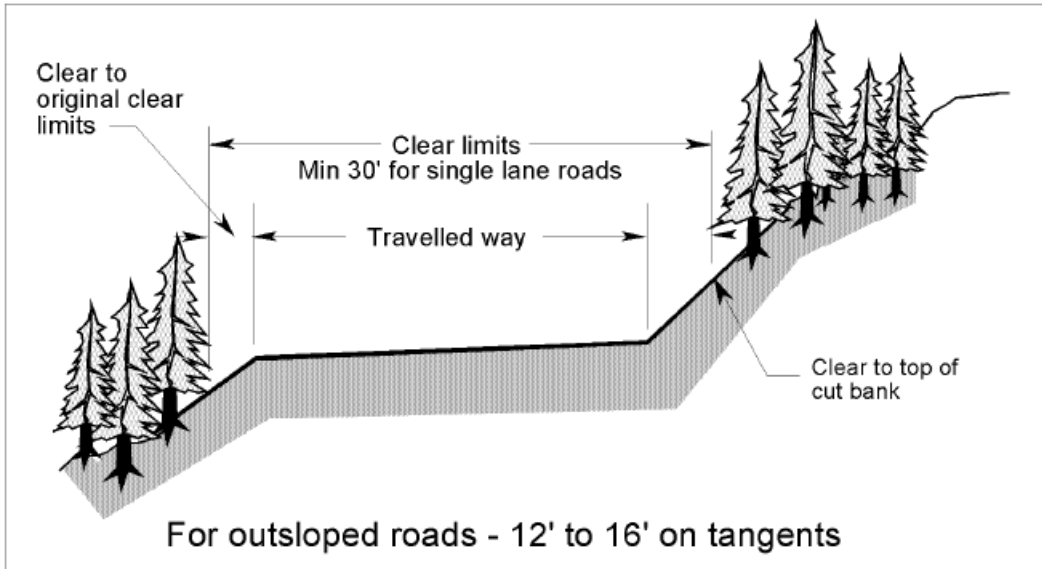 Clear to
original clear
limits
Clear limits
Min 30' for single lane roads
Travelled way
Clear to top of
cut bank
For outsloped roads - 12' to 16' on tangents